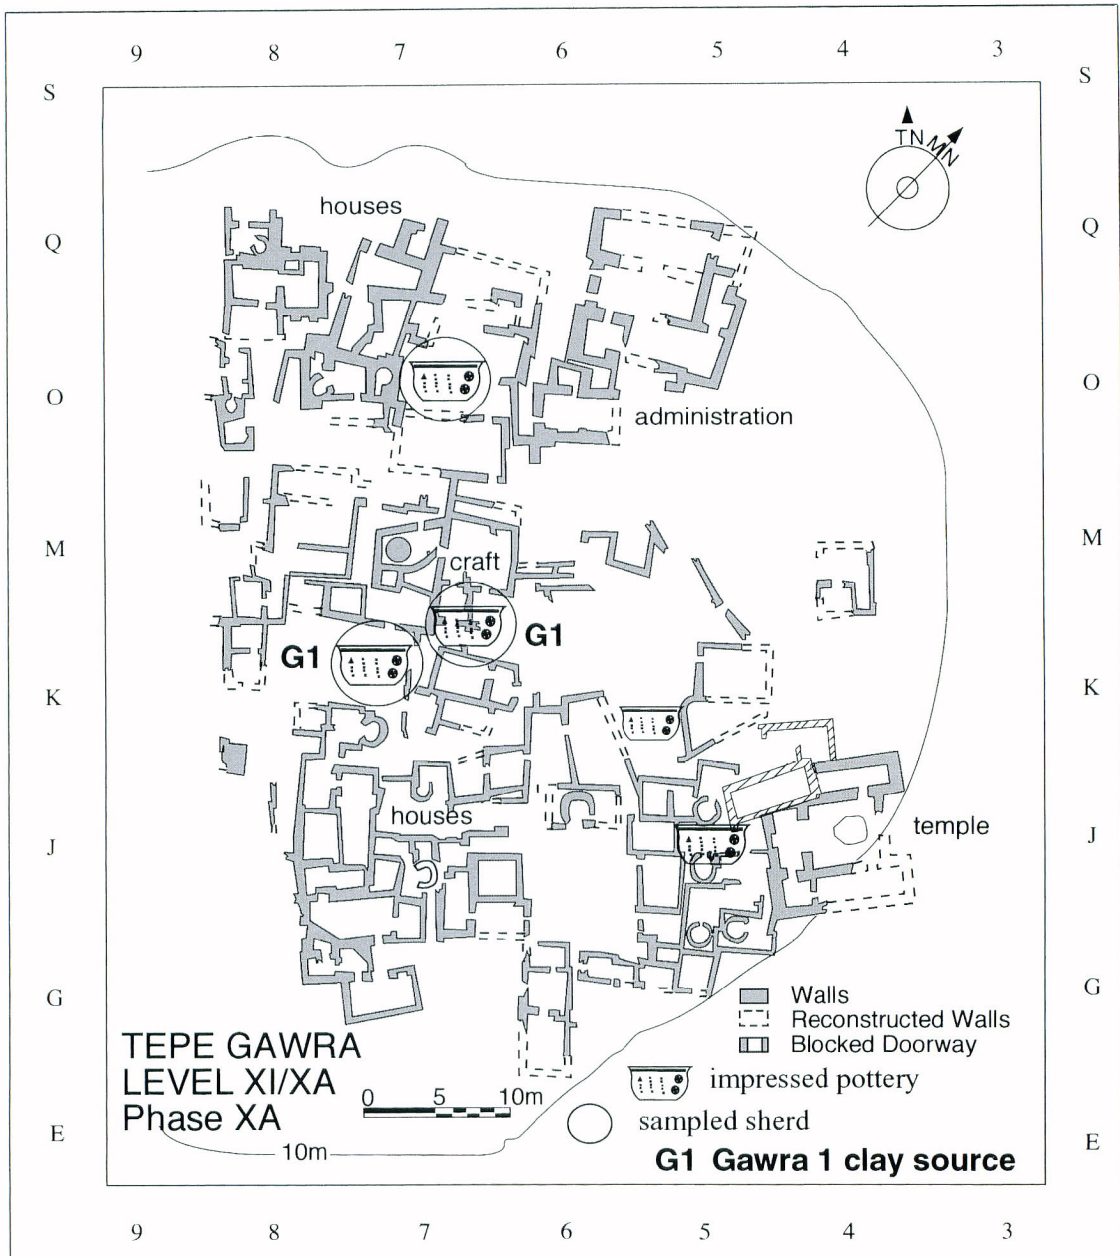 9 8 7 6 5 4 3
S S
TN MN
houses
Q Q
O O
administration
M M
craft
G1 G1
K K
houses
temple
J J
G G
Walls
Reconstructed Walls
Blocked Doorway
TEPE GAWRA
LEVEL XI/XA
Phase XA
0 5 10m
impressed pottery
sampled sherd
E E
10m
G1 Gawra 1 clay source
9 8 7 6 5 4 3